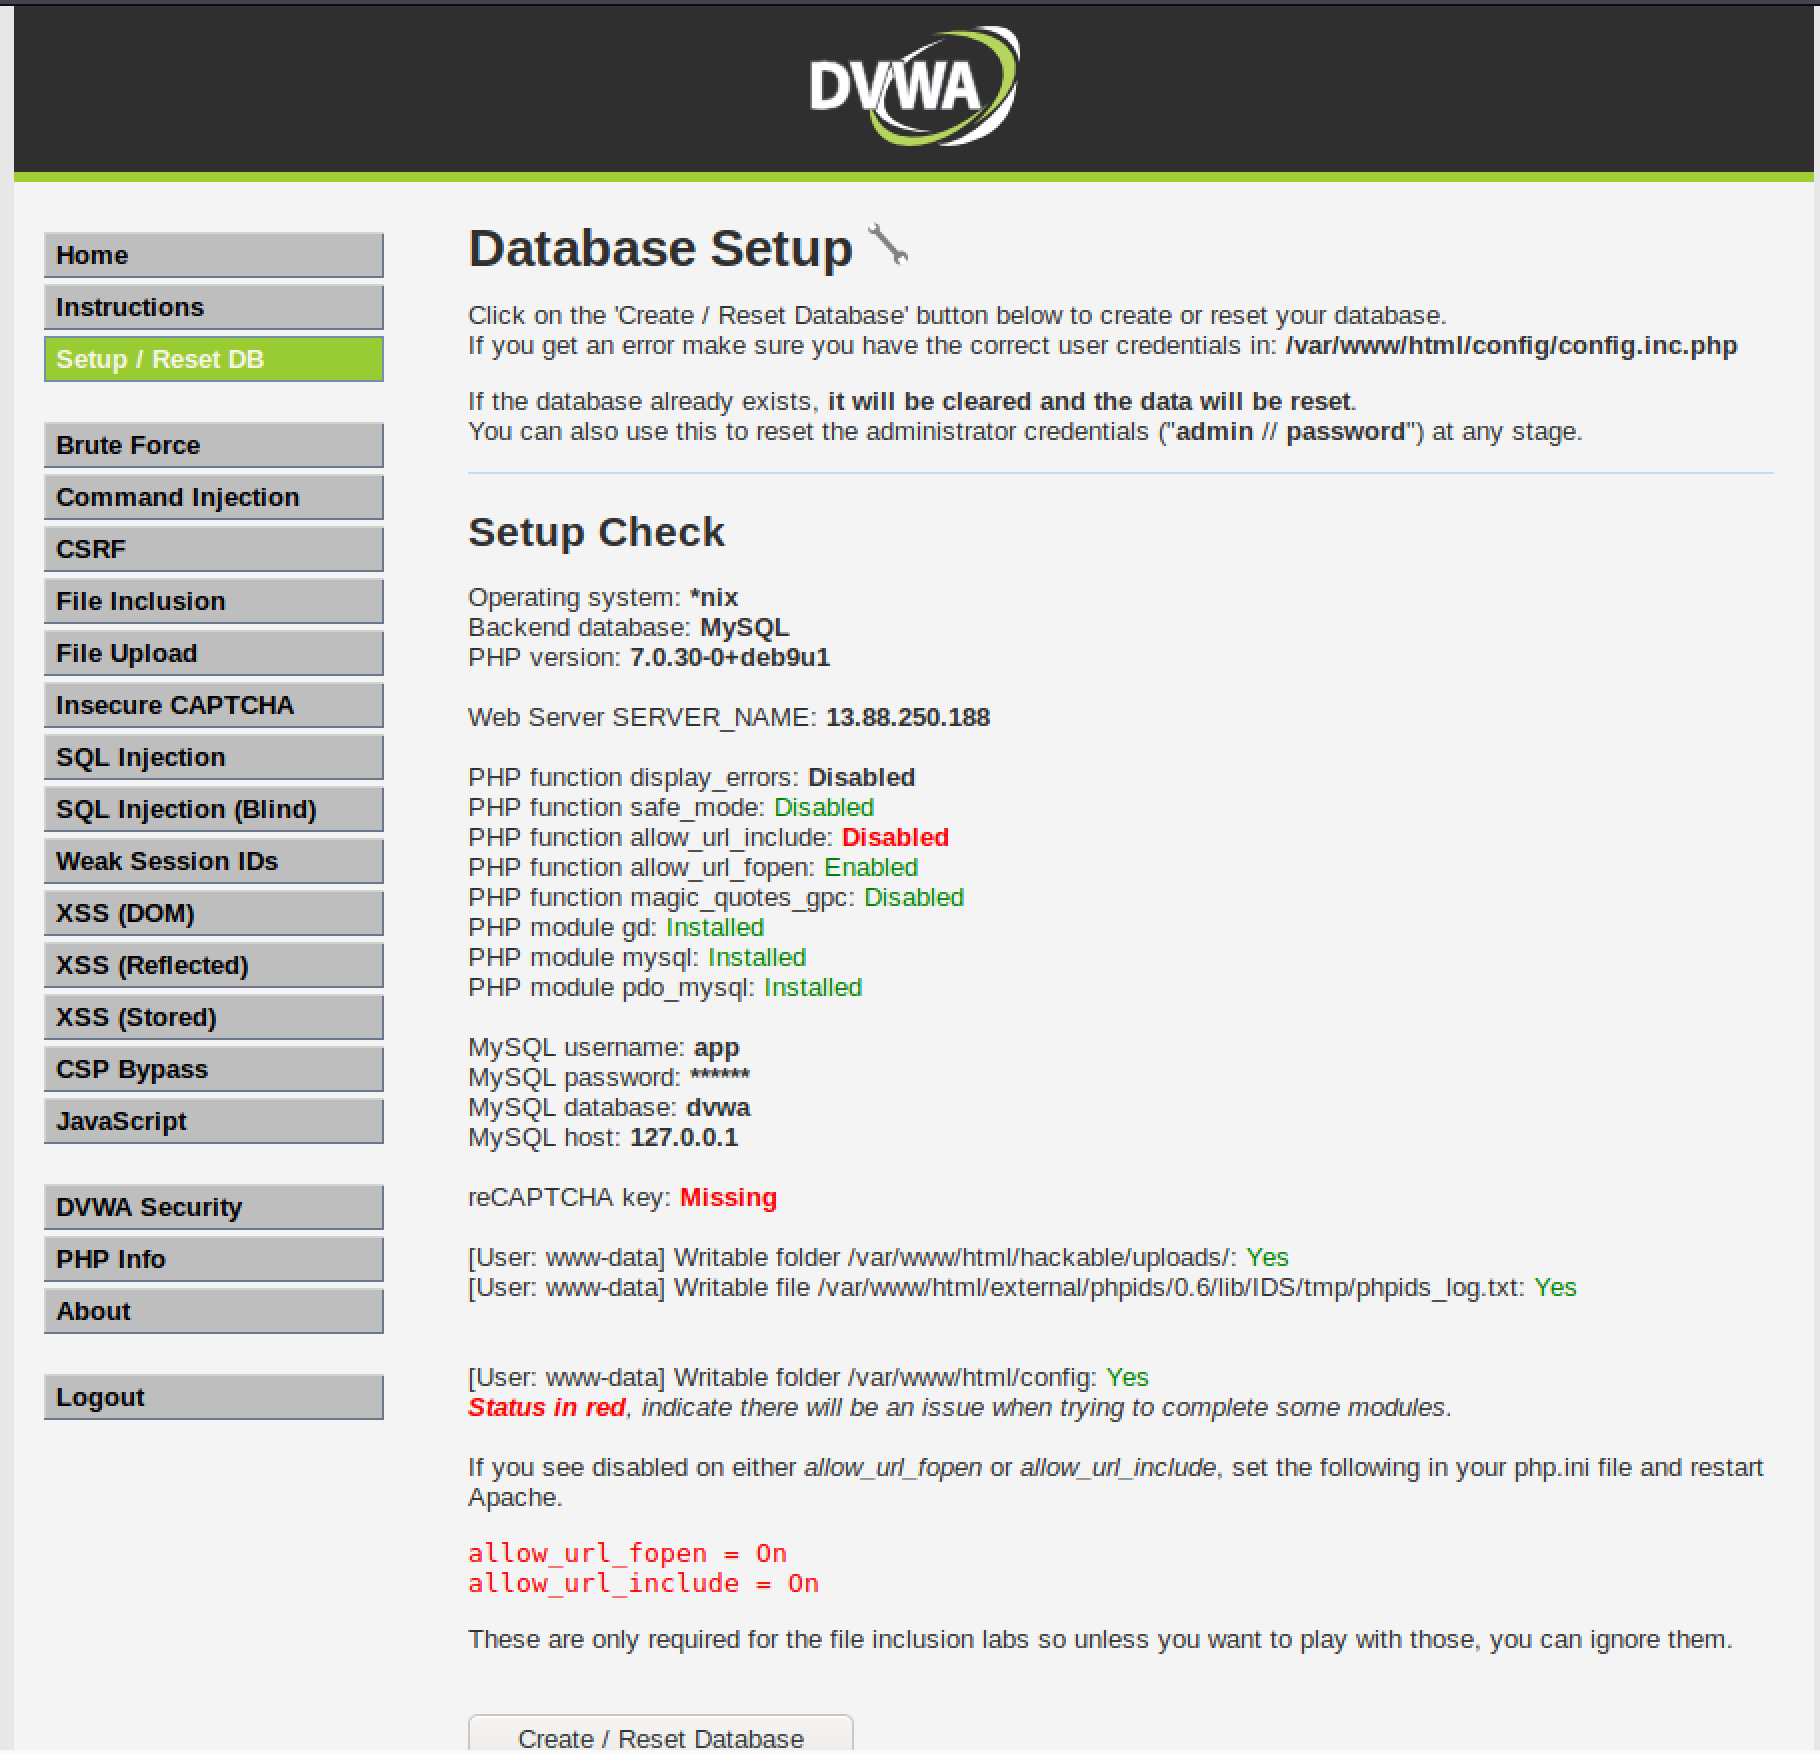 DVWA
Home
Instructions
Setup / Reset DB
Brute Force
Command Injection
CSRF
File Inclusion
File Upload
Insecure CAPTCHA
SQL Injection
SQL Injection (Blind)
Weak Session IDs
XSS (DOM)
XSS (Reflected)
XSS (Stored)
CSP Bypass
JavaScript
DVWA Security
PHP Info
About
Logout
Database Setup
Click on the 'Create / Reset Database' button below to create or reset your database.
If you get an error make sure you have the correct user credentials in: /var/www/html/config/config.inc.php
If the database already exists, it will be cleared and the data will be reset.
You can also use this to reset the administrator credentials ("admin // password") at any stage.
Setup Check
Operating system: *nix
Backend database: MySQL
PHP version: 7.0.30-0+deb9u1
Web Server SERVER_NAME: 13.88.250.188
PHP function display_errors: Disabled
PHP function safe_mode: Disabled
PHP function allow_url_include: Disabled
PHP function allow_url_fopen: Enabled
PHP function magic_quotes_gpc: Disabled
PHP module gd: Installed
PHP module mysql: Installed
PHP module pdo_mysql: Installed
MySQL username: app
MySQL password: ******
MySQL database: dvwa
MySQL host: 127.0.0.1
reCAPTCHA key: Missing
[User: www-data] Writable folder /var/www/html/hackable/uploads/: Yes
[User: www-data] Writable file /var/www/html/external/phpids/0.6/lib/IDS/tmp/phpids_log.txt: Yes
[User: www-data] Writable folder /var/www/html/config: Yes
Status in red, indicate there will be an issue when trying to complete some modules.
If you see disabled on either allow_url_fopen or allow_url_include, set the following in your php.ini file and restart
Apache.
allow_url_fopen = On
allow_url_include = On
These are only required for the file inclusion labs so unless you want to play with those, you can ignore them.
Create / Reset Database